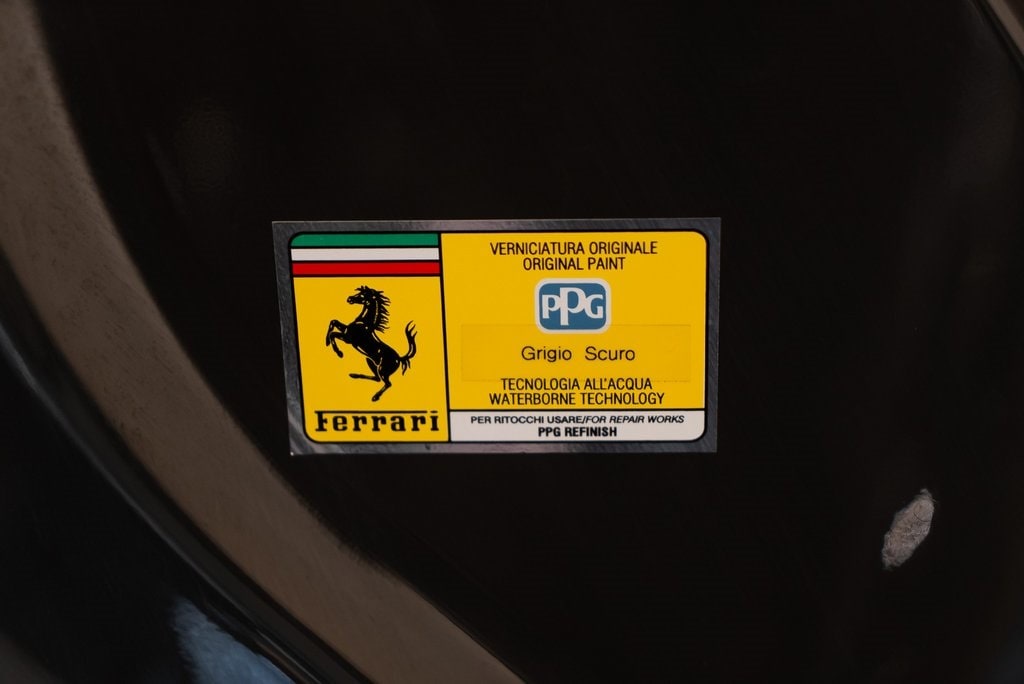 Ferrari
VERNICIATURA ORIGINALE
ORIGINAL PAINT
PPG
Grigio Scuro
TECNOLOGIA ALL'ACQUA
WATERBORNE TECHNOLOGY
PER RITOCCHI USARE/FOR REPAIR WORKS
PPG REFINISH